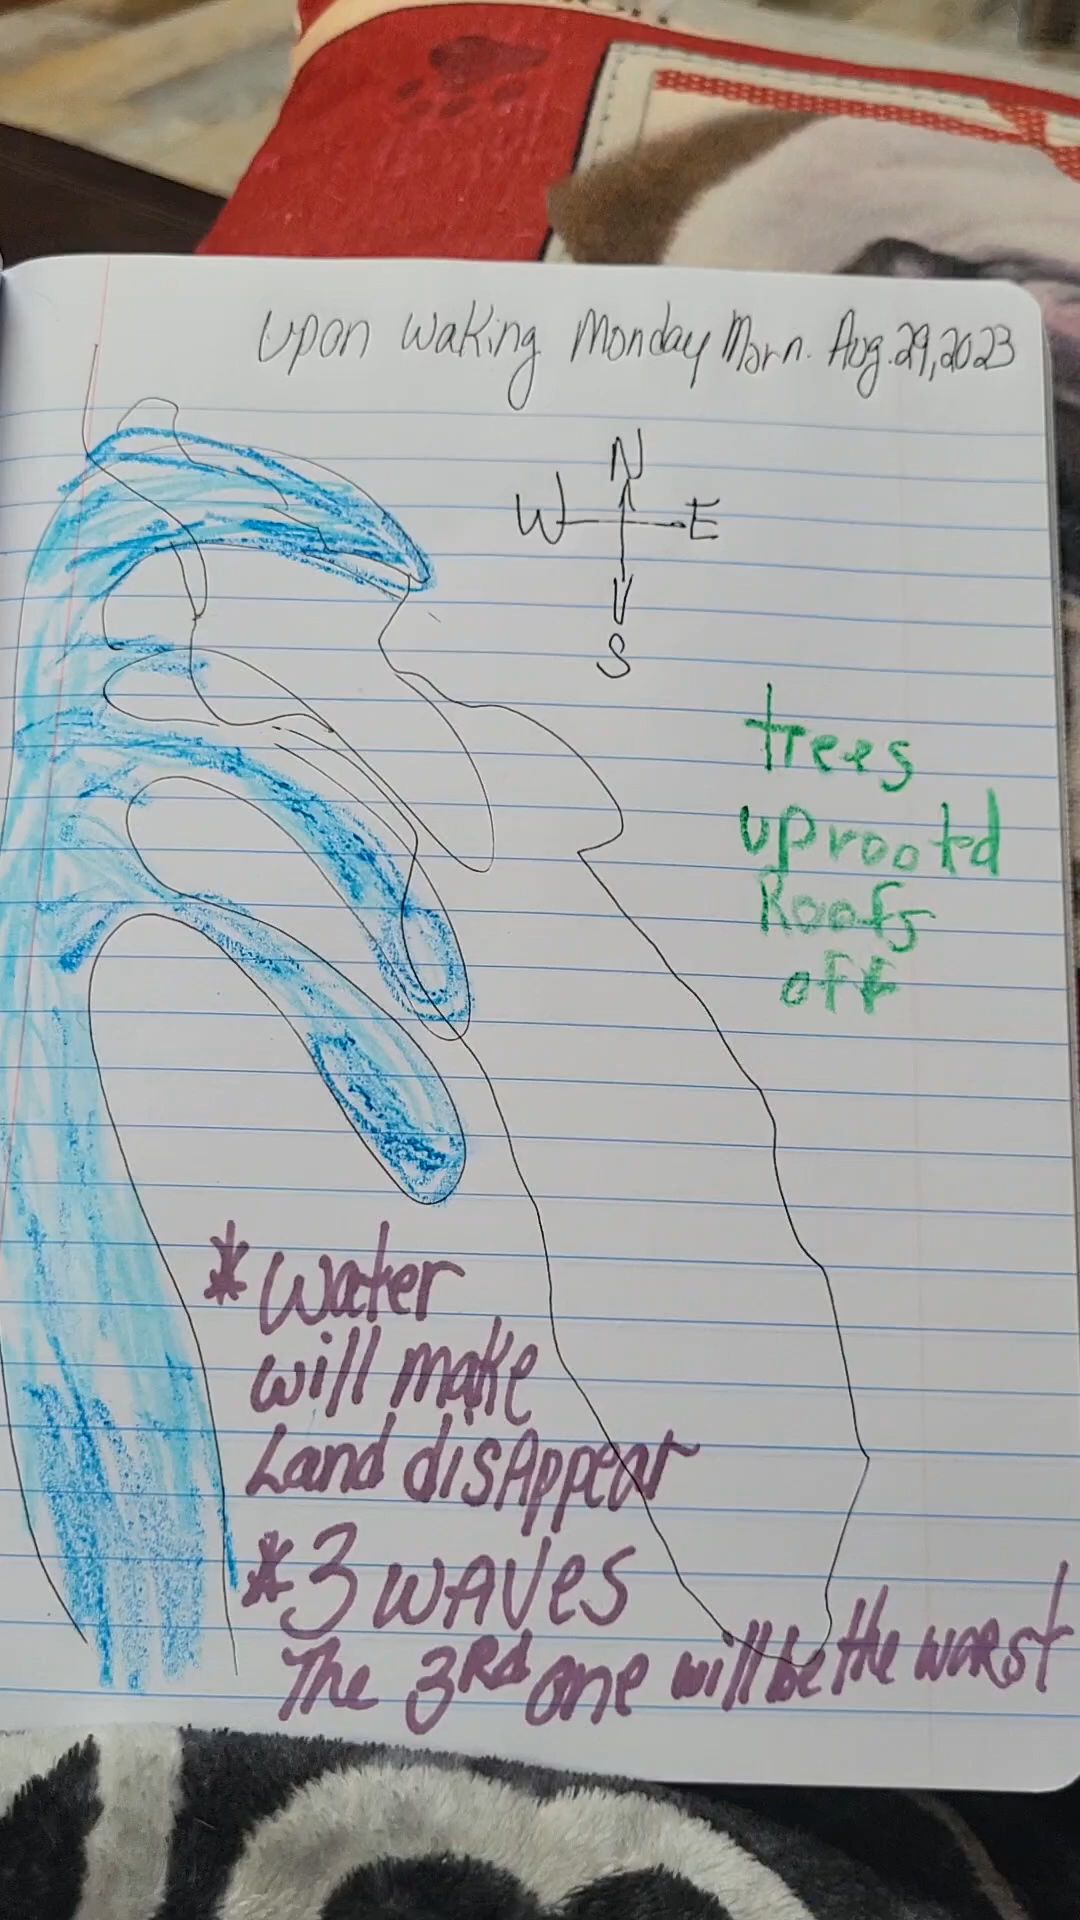 Upon waking Monday Morn. Aug. 29, 2023
N
W E
S
trees
uprooted
Roofs
off
* Water
will make
Land disAppear
* 3 WAVes
The 3Rd one will be the worst